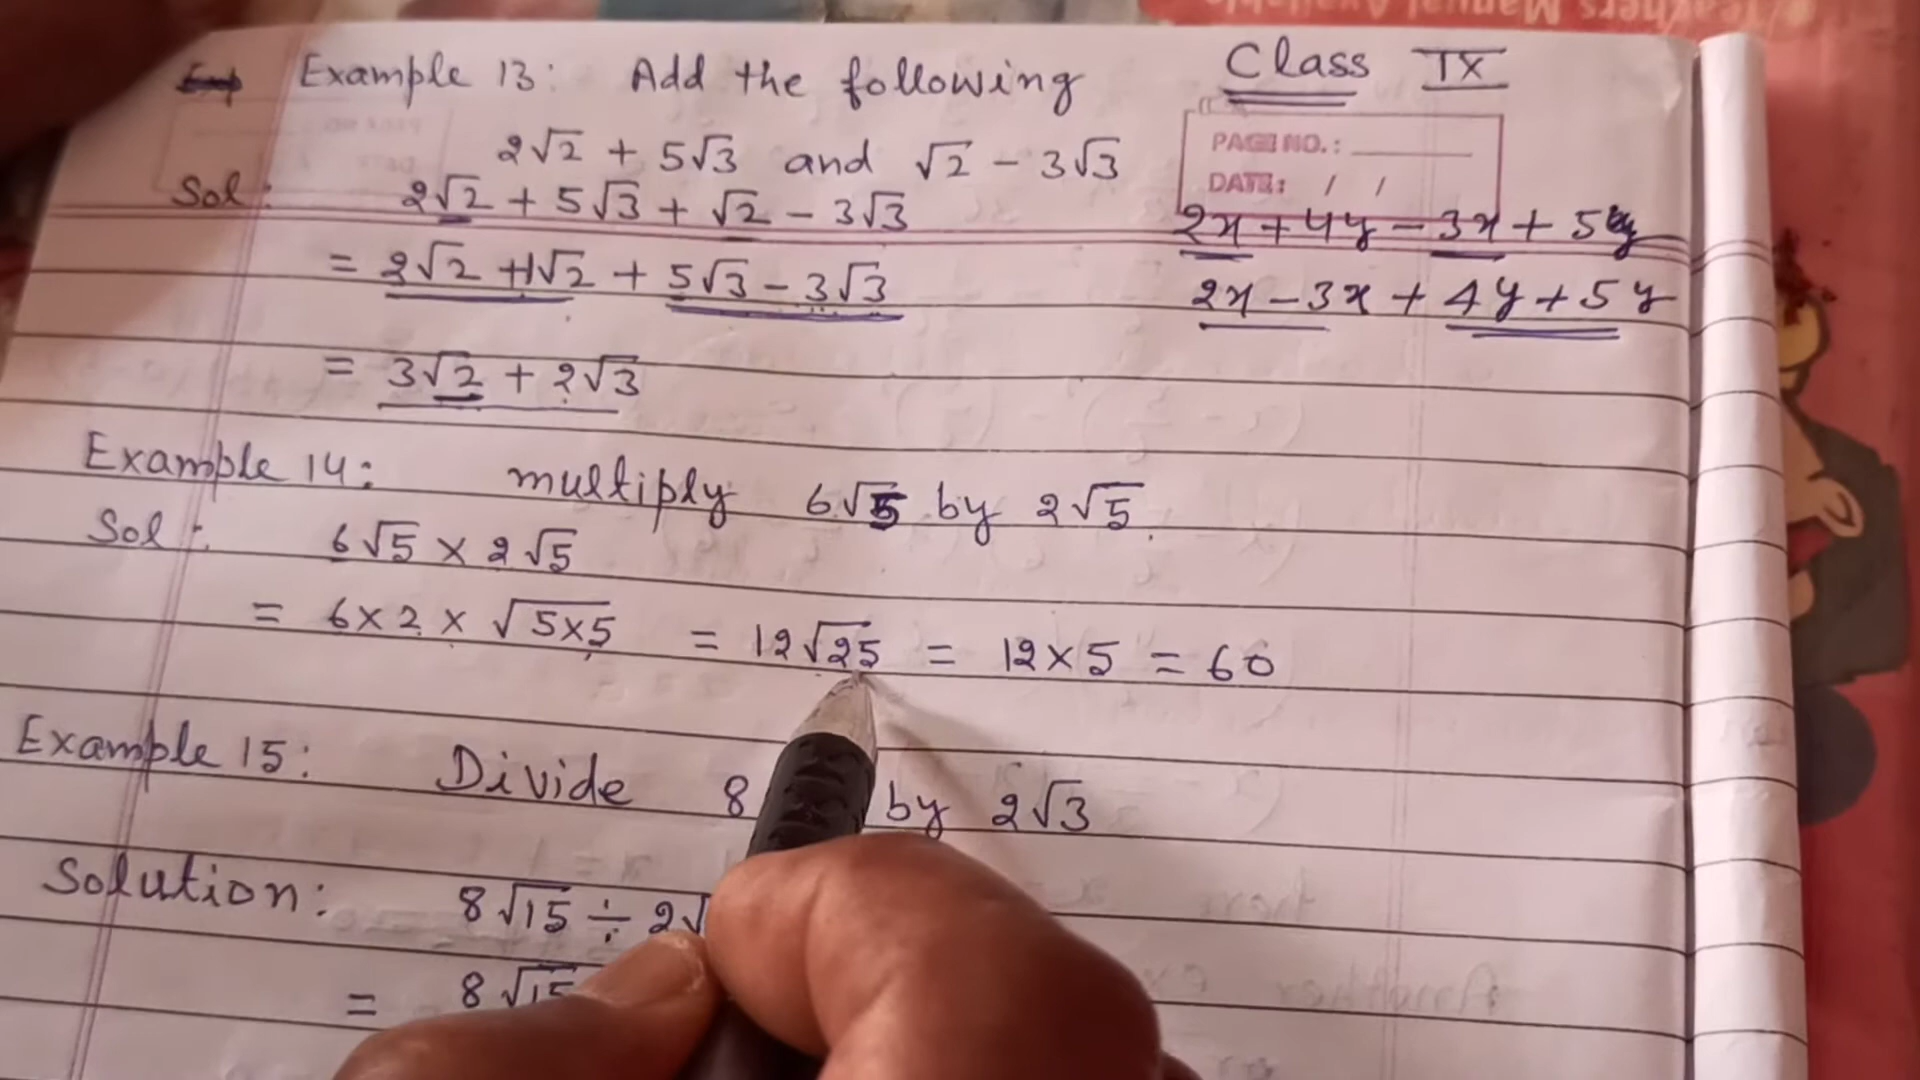 Teachers Manual Available
Example 13: Add the following
Class IX
2√2 + 5√3 and √2 - 3√3
PAGE NO.:
DATE: / /
Sol: 2√2 + 5√3 + √2 - 3√3
2x + 4y - 3x + 5y
= 2√2 + 1√2 + 5√3 - 3√3
2x - 3x + 4y + 5y
= 3√2 + 2√3
Example 14: multiply 6√5 by 2√5.
Sol: 6√5 × 2√5
= 6×2 × √5×5 = 12√25 = 12×5 = 60
Example 15: Divide 8 by 2√3
Solution: 8√15 ÷ 2√
= 8√15